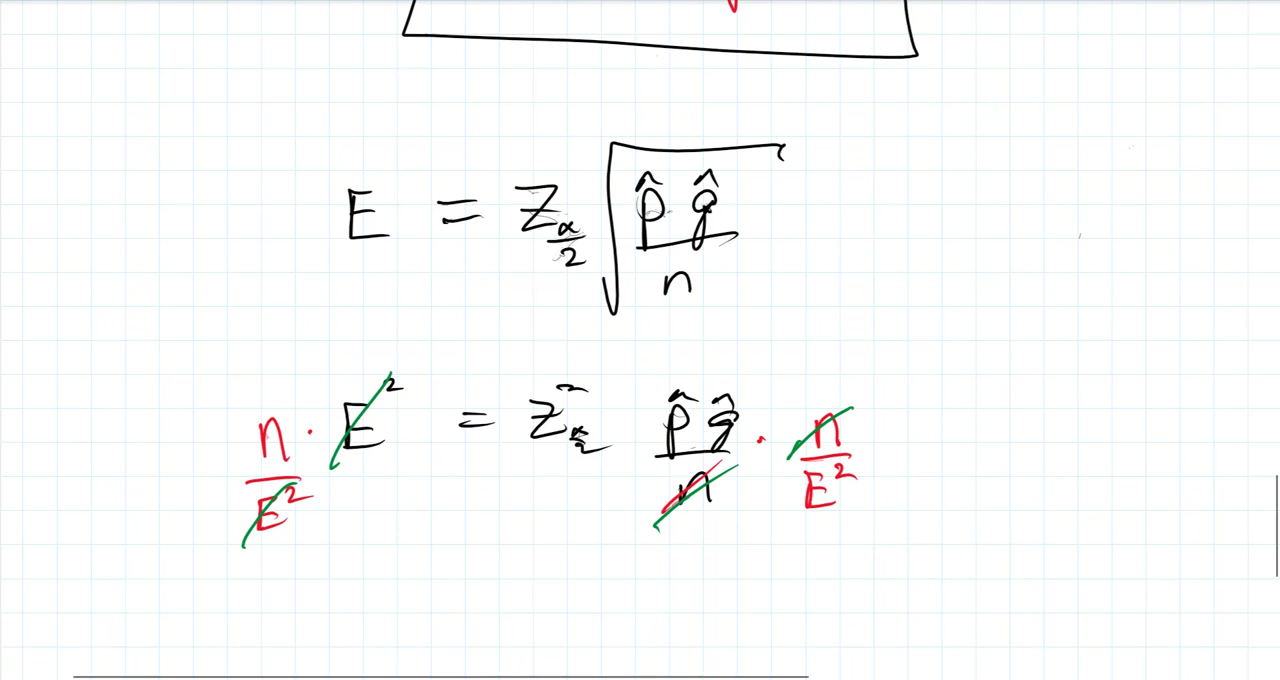 E = Z_{α/2} √(p̂ q̂ / n)
n/E² · E² = Z²_{α/2} p̂ q̂ / n · n/E²